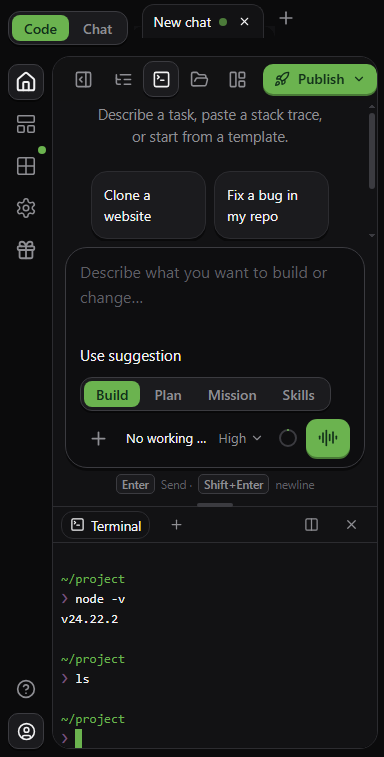 Code
Chat
New chat
Publish
Describe a task, paste a stack trace,
or start from a template.
Clone a
website
Fix a bug in
my repo
Describe what you want to build or
change...
Use suggestion
Build
Plan
Mission
Skills
No working ...
High
Enter Send · Shift+Enter newline
Terminal
~/project
❯ node -v
v24.22.2
~/project
❯ ls
~/project
❯